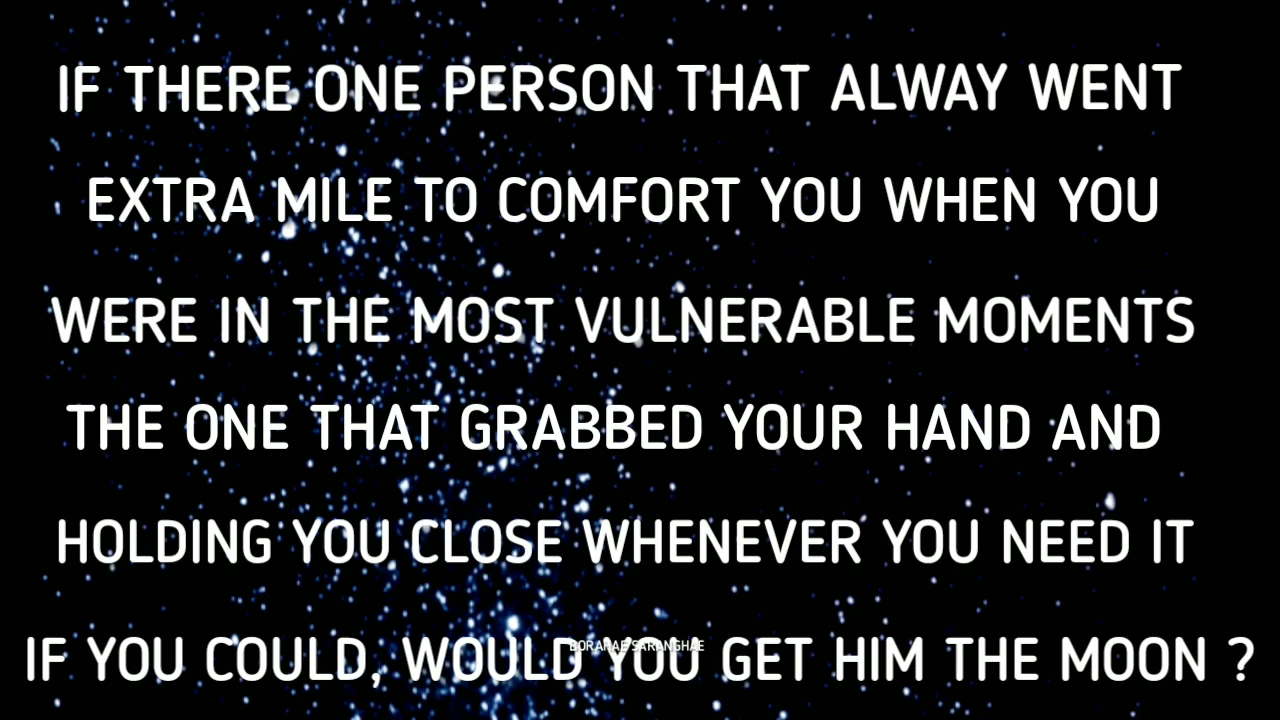 IF THERE ONE PERSON THAT ALWAY WENT
EXTRA MILE TO COMFORT YOU WHEN YOU
WERE IN THE MOST VULNERABLE MOMENTS
THE ONE THAT GRABBED YOUR HAND AND
HOLDING YOU CLOSE WHENEVER YOU NEED IT
BORAHAE SARANGHAE
IF YOU COULD, WOULD YOU GET HIM THE MOON ?